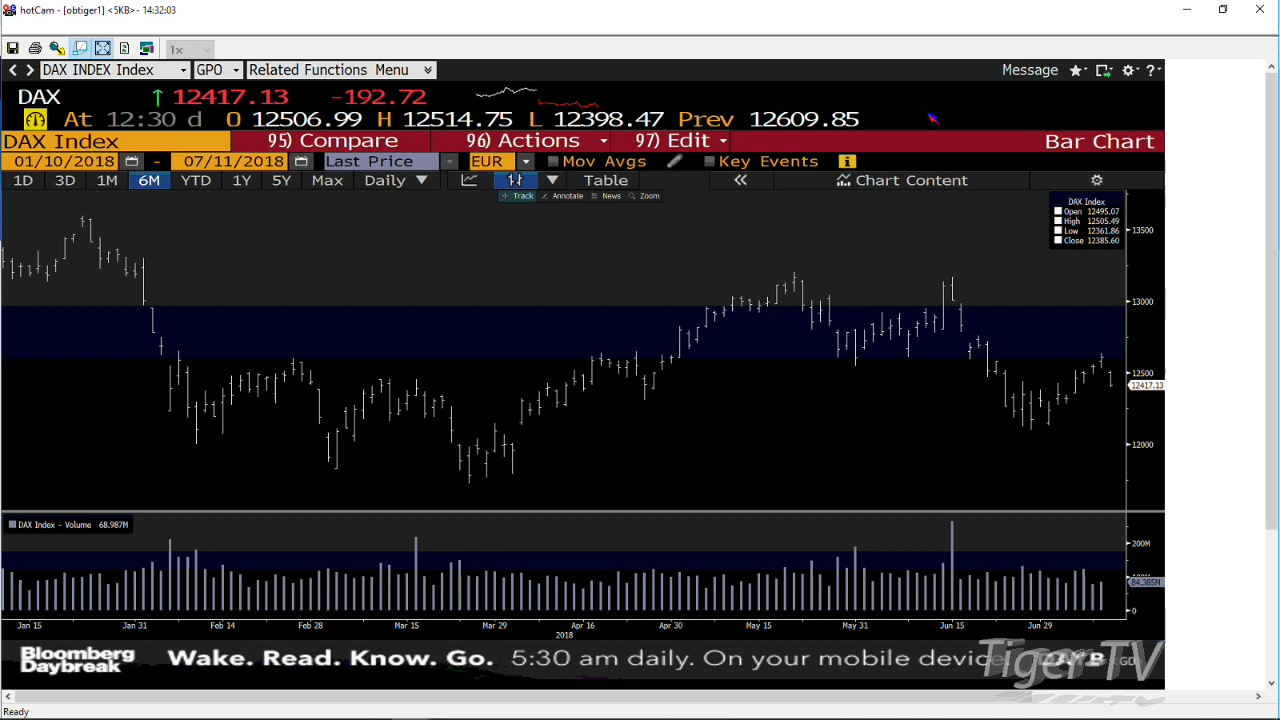 hotCam - [obtiger1] <5KB> - 14:32:03
1x
DAX INDEX Index GPO Related Functions Menu Message ?
DAX ↑ 12417.13 -192.72
At 12:30 d O 12506.99 H 12514.75 L 12398.47 Prev 12609.85
DAX Index 95) Compare 96) Actions 97) Edit Bar Chart
01/10/2018 - 07/11/2018 Last Price EUR Mov Avgs Key Events
1D 3D 1M 6M YTD 1Y 5Y Max Daily ▼ Table « Chart Content
Track Annotate News Zoom
DAX Index
Open 12495.07
High 12505.49
Low 12361.86
Close 12385.60
13500
13000
12500
12417.13
12000
DAX Index - Volume 68.987M
200M
84.385M
0
Jan 15 Jan 31 Feb 14 Feb 28 Mar 15 Mar 29 Apr 16 Apr 30 May 15 May 31 Jun 15 Jun 29
2018
Bloomberg Daybreak Wake. Read. Know. Go. 5:30 am daily. On your mobile device
Tiger TV
Ready